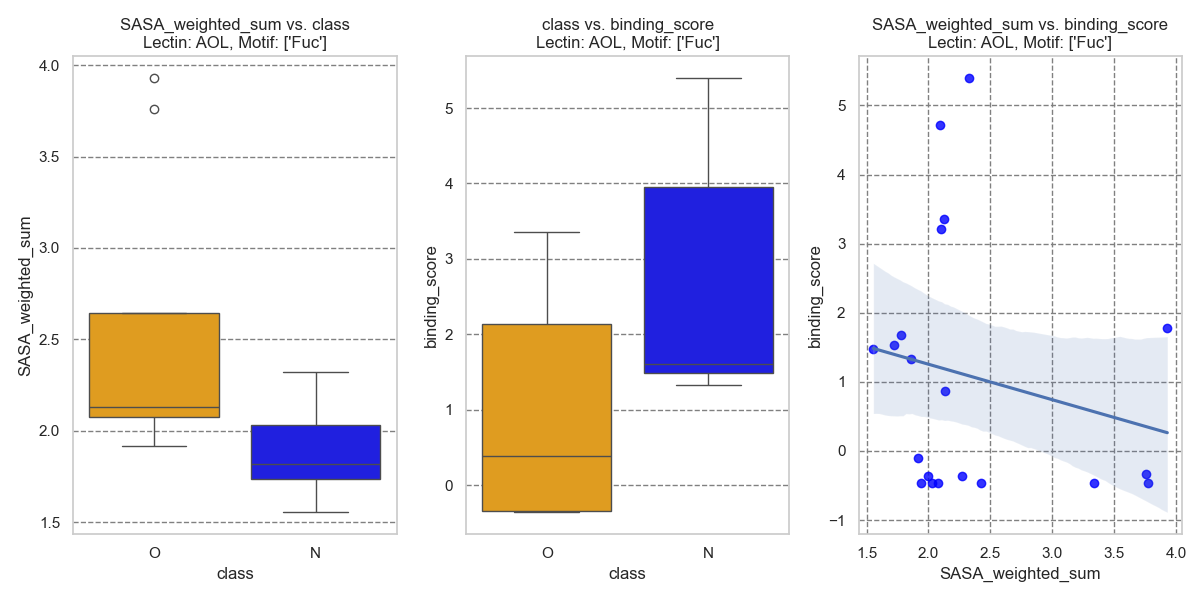 SASA_weighted_sum vs. class
Lectin: AOL, Motif: ['Fuc']
4.0
3.5
3.0
2.5
2.0
1.5
SASA_weighted_sum
O
N
class
class vs. binding_score
Lectin: AOL, Motif: ['Fuc']
5
4
3
2
1
0
binding_score
O
N
class
SASA_weighted_sum vs. binding_score
Lectin: AOL, Motif: ['Fuc']
5
4
3
2
1
0
−1
binding_score
1.5
2.0
2.5
3.0
3.5
4.0
SASA_weighted_sum